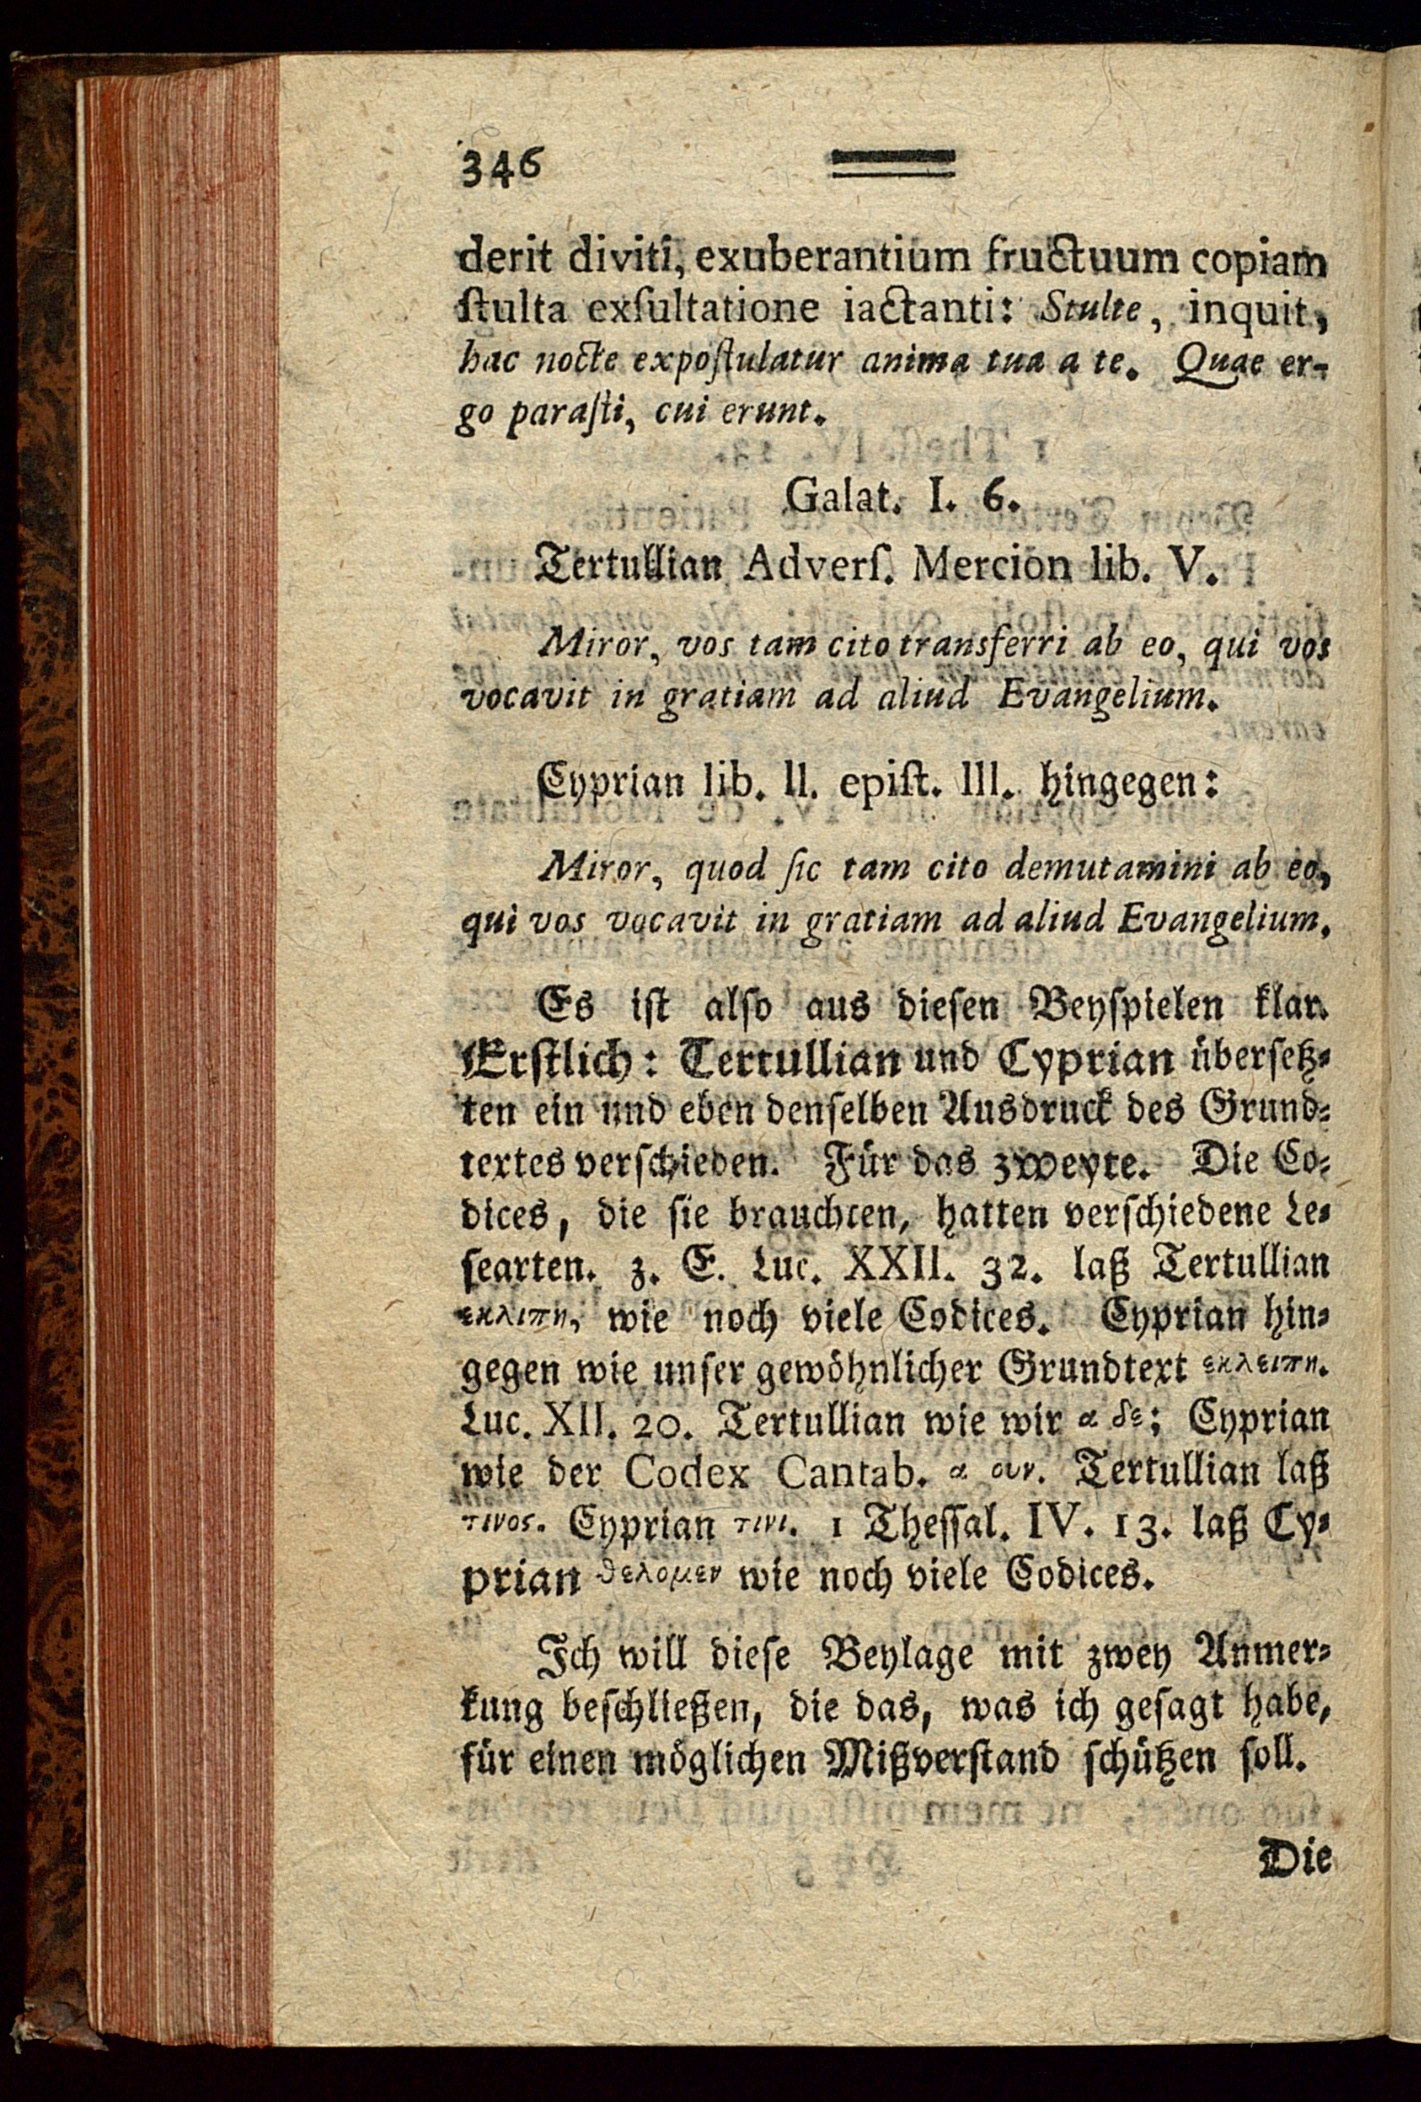 346
derit diviti, exuberantium fructuum copiam
ſtulta exſultatione iactanti: Stulte, inquit,
hac nocte expoſtulatur anima tua a te. Quae er-
go paraſti, cui erunt.
Galat. I. 6.
Tertullian Adverſ. Mercion lib. V.
Miror, vos tam cito transferri ab eo, qui vos
vocavit in gratiam ad aliud Evangelium.
Cyprian lib. II. epiſt. III. hingegen:
Miror, quod ſic tam cito demutamini ab eo,
qui vos vocavit in gratiam ad aliud Evangelium.
Es iſt alſo aus dieſen Beyſpielen klar.
Erſtlich: Tertullian und Cyprian überſetz-
ten ein und eben denſelben Ausdruck des Grund-
textes verſchieden. Für das zweyte. Die Co-
dices, die ſie brauchten, hatten verſchiedene Le-
ſearten. z. E. Luc. XXII. 32. laß Tertullian
εκλιπη, wie noch viele Codices. Cyprian hin-
gegen wie unſer gewöhnlicher Grundtext εκλειπη.
Luc. XII. 20. Tertullian wie wir α δε; Cyprian
wie der Codex Cantab. α ουν. Tertullian laß
τινος. Cyprian τινι. 1 Theſſal. IV. 13. laß Cy-
prian θελομεν wie noch viele Codices.
Ich will dieſe Beylage mit zwey Anmer-
kung beſchließen, die das, was ich geſagt habe,
für einen möglichen Mißverſtand ſchützen ſoll.
Die